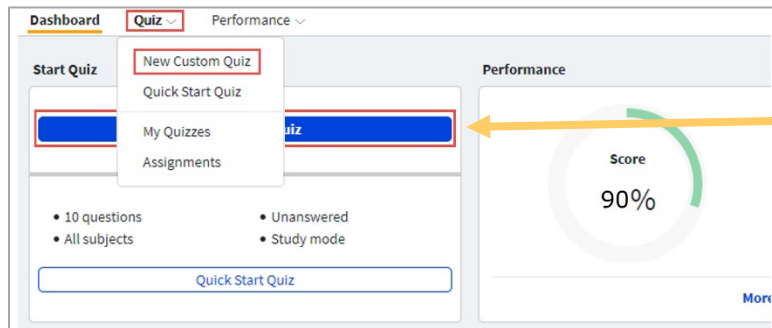 Dashboard Quiz Performance
New Custom Quiz
Start Quiz
Performance
Quick Start Quiz
My Quizzes
Assignments
Score
90%
• 10 questions • Unanswered
• All subjects • Study mode
Quick Start Quiz
More